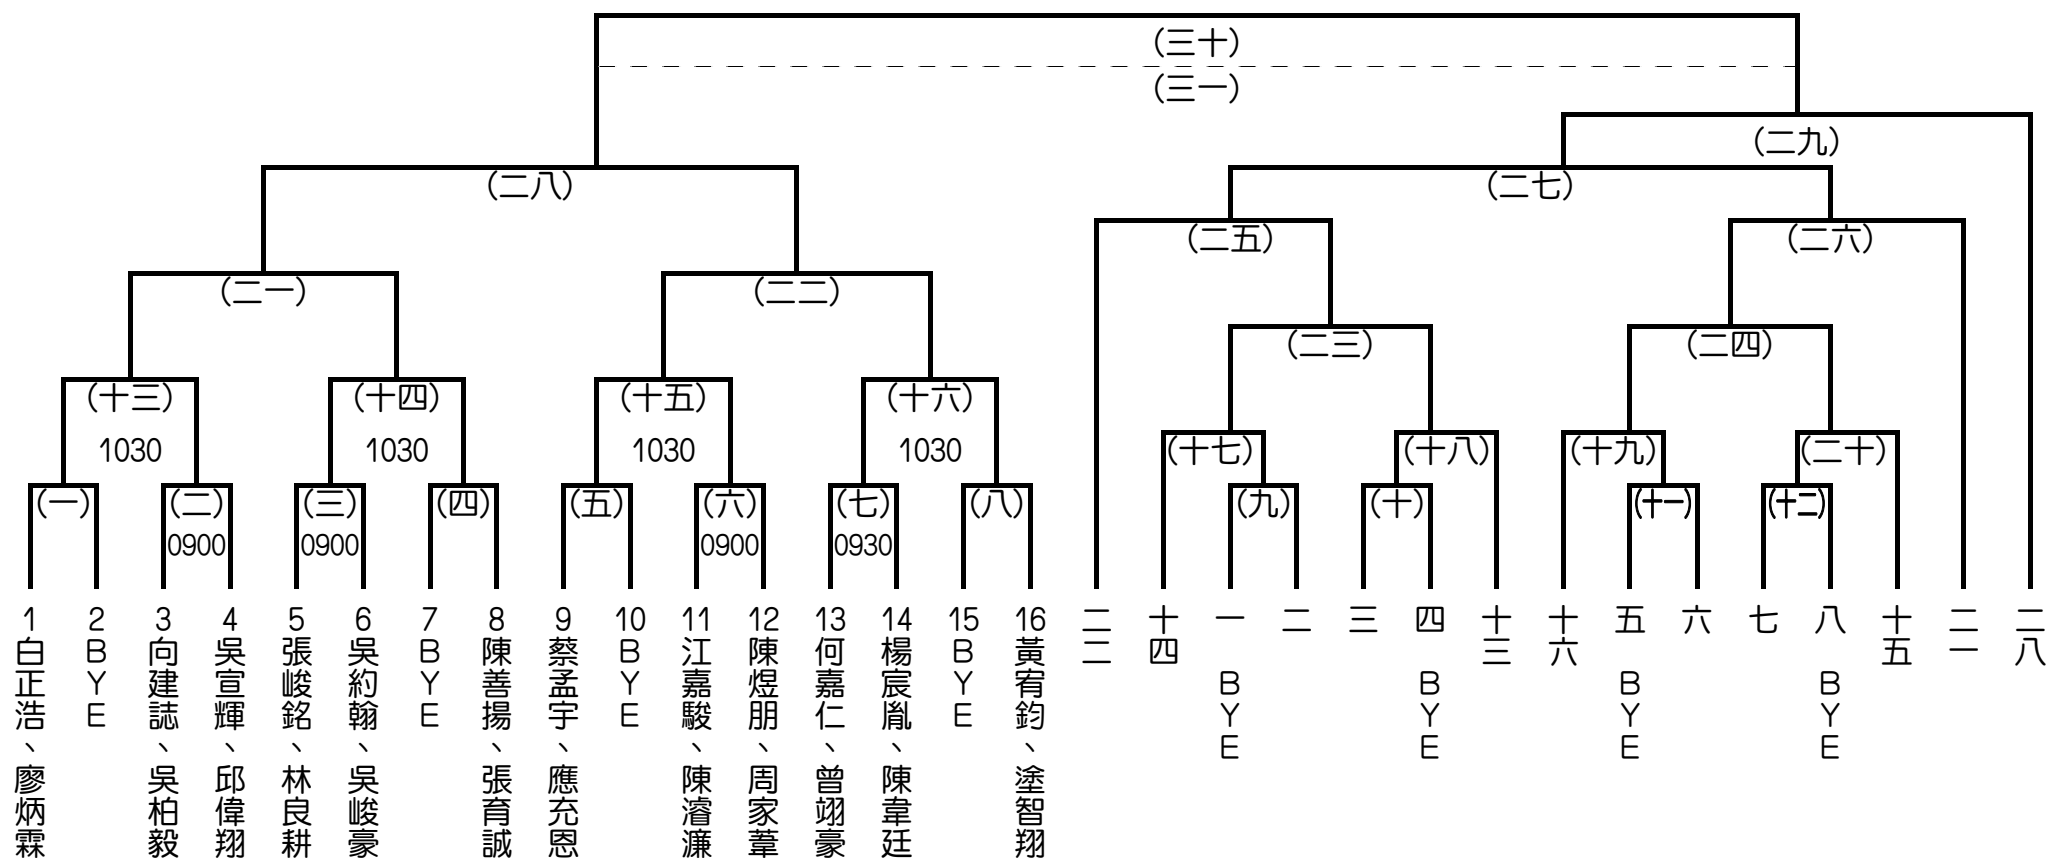 (三十)
(三一)
(二九)
(二八)
(二七)
(二五)
(二六)
(二一)
(二二)
(二三)
(二四)
(十三)
(十四)
(十五)
(十六)
1030
1030
1030
1030
(十七)
(十八)
(十九)
(二十)
(一)
(二)
(三)
(四)
(五)
(六)
(七)
(八)
(九)
(十)
(十一)
(十二)
0900
0900
0900
0930
1
白正浩、廖炳霖
2
BYE
3
向建誌、吳柏毅
4
吳宣輝、邱偉翔
5
張峻銘、林良耕
6
吳約翰、吳峻豪
7
BYE
8
陳善揚、張育誠
9
蔡孟宇、應充恩
10
BYE
11
江嘉駿、陳濬濂
12
陳煜朋、周家葦
13
何嘉仁、曾翊豪
14
楊宸胤、陳韋廷
15
BYE
16
黃宥鈞、塗智翔
二二
十四
一
BYE
二
三
四
BYE
十三
十六
五
BYE
六
七
八
BYE
十五
二一
二八